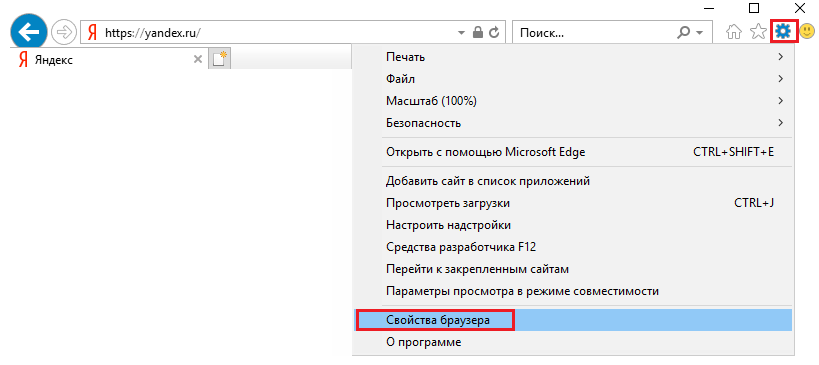 Я https://yandex.ru/ Поиск...
Я Яндекс
Печать
Файл
Масштаб (100%)
Безопасность
Открыть с помощью Microsoft Edge CTRL+SHIFT+E
Добавить сайт в список приложений
Просмотреть загрузки CTRL+J
Настроить надстройки
Средства разработчика F12
Перейти к закрепленным сайтам
Параметры просмотра в режиме совместимости
Свойства браузера
О программе